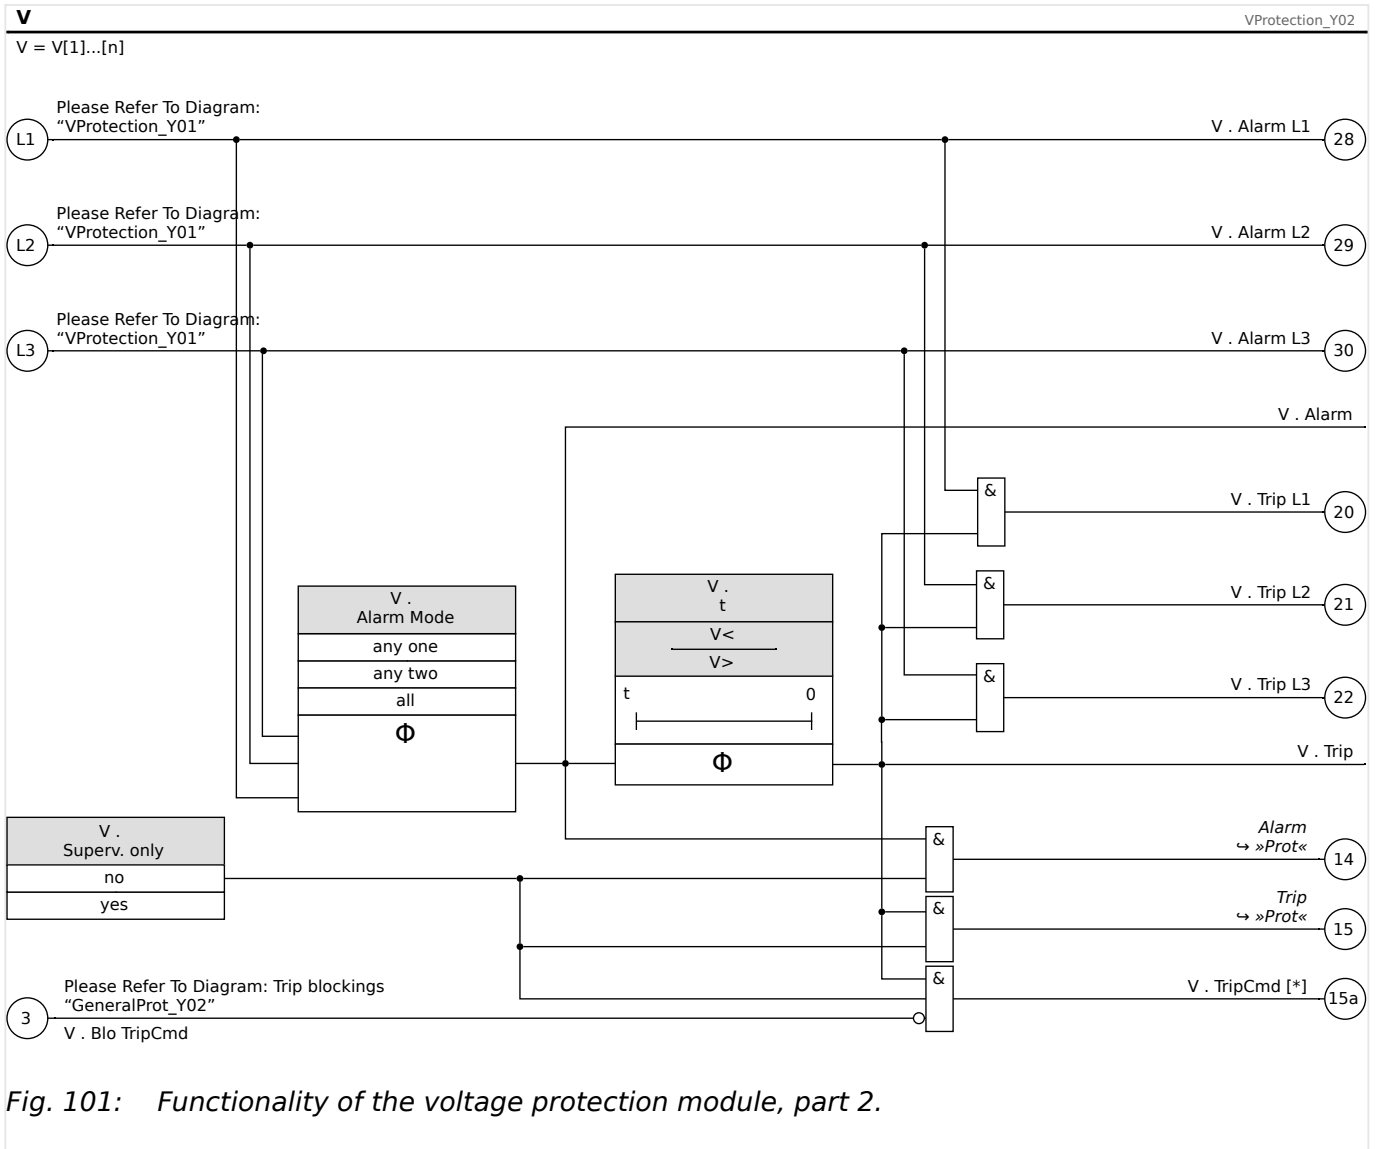 V
VProtection_Y02
V = V[1]...[n]
Please Refer To Diagram:
“VProtection_Y01”
L1
V . Alarm L1
28
Please Refer To Diagram:
“VProtection_Y01”
L2
V . Alarm L2
29
Please Refer To Diagram:
“VProtection_Y01”
L3
V . Alarm L3
30
V . Alarm
&
V . Trip L1
20
&
V . Trip L2
21
&
V . Trip L3
22
V .
Alarm Mode
any one
any two
all
Φ
V .
t
V<
V>
t
0
Φ
V . Trip
V .
Superv. only
no
yes
&
Alarm
↪ »Prot«
14
&
Trip
↪ »Prot«
15
&
V . TripCmd [*]
15a
Please Refer To Diagram: Trip blockings
“GeneralProt_Y02”
3
V . Blo TripCmd
Fig. 101: Functionality of the voltage protection module, part 2.